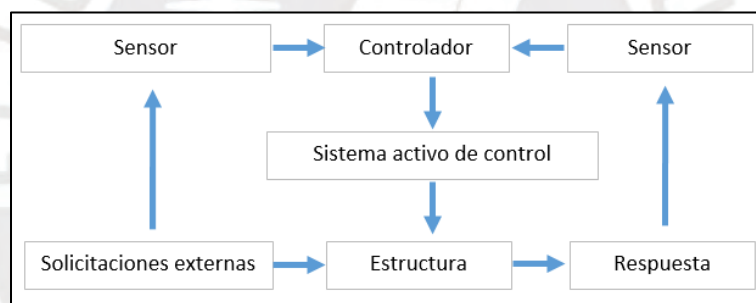 Sensor
Controlador
Sensor
Sistema activo de control
Solicitaciones externas
Estructura
Respuesta